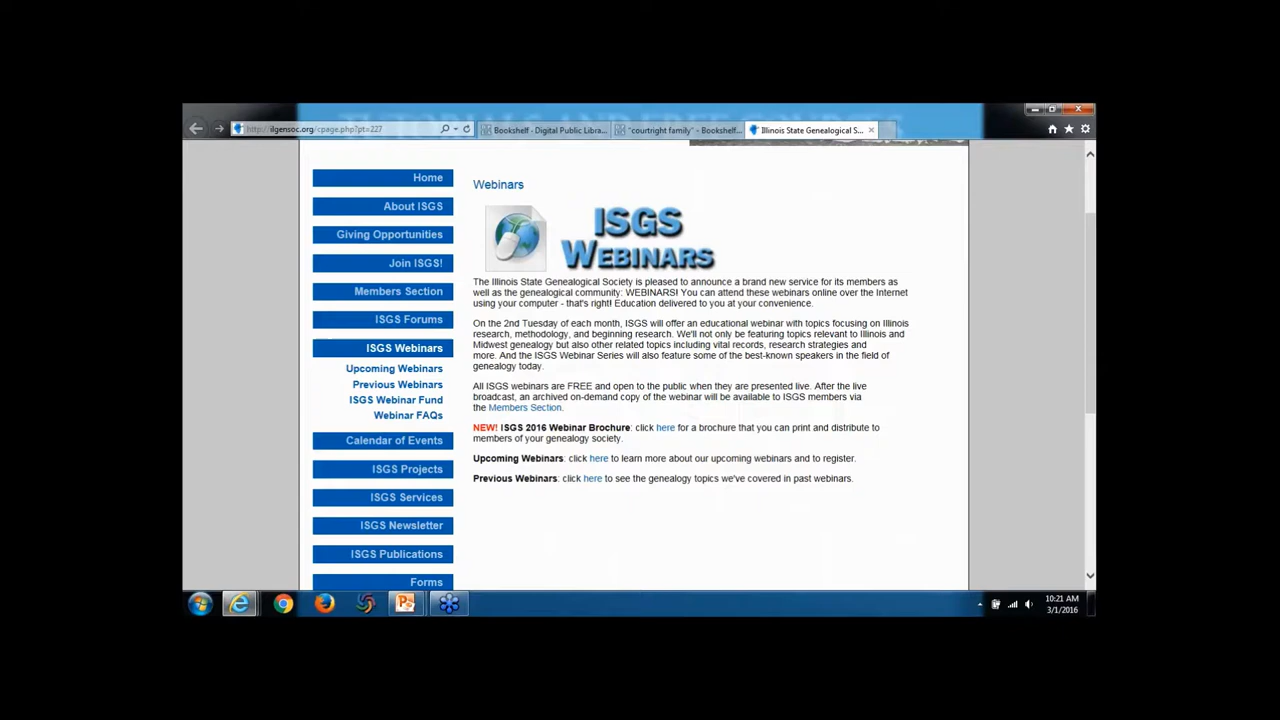 http://ilgensoc.org/cpage.php?pt=227
Bookshelf - Digital Public Libra...
"courtright family" - Bookshelf...
Illinois State Genealogical S...
Home
About ISGS
Giving Opportunities
Join ISGS!
Members Section
ISGS Forums
ISGS Webinars
Upcoming Webinars
Previous Webinars
ISGS Webinar Fund
Webinar FAQs
Calendar of Events
ISGS Projects
ISGS Services
ISGS Newsletter
ISGS Publications
Forms
Webinars
ISGS
WEBINARS
The Illinois State Genealogical Society is pleased to announce a brand new service for its members as
well as the genealogical community: WEBINARS! You can attend these webinars online over the Internet
using your computer - that's right! Education delivered to you at your convenience.
On the 2nd Tuesday of each month, ISGS will offer an educational webinar with topics focusing on Illinois
research, methodology, and beginning research. We'll not only be featuring topics relevant to Illinois and
Midwest genealogy but also other related topics including vital records, research strategies and
more. And the ISGS Webinar Series will also feature some of the best-known speakers in the field of
genealogy today.
All ISGS webinars are FREE and open to the public when they are presented live. After the live
broadcast, an archived on-demand copy of the webinar will be available to ISGS members via
the Members Section.
NEW! ISGS 2016 Webinar Brochure: click here for a brochure that you can print and distribute to
members of your genealogy society.
Upcoming Webinars: click here to learn more about our upcoming webinars and to register.
Previous Webinars: click here to see the genealogy topics we've covered in past webinars.
10:21 AM
3/1/2016